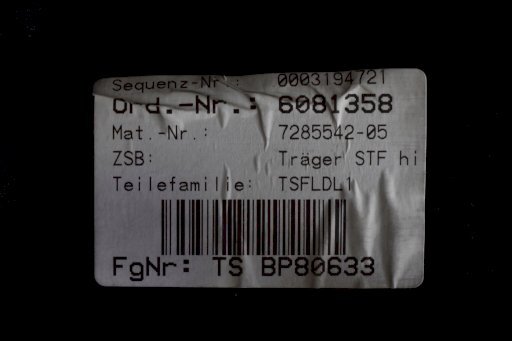 Sequenz-Nr.: 0003194721
Ord.-Nr.: 6081358
Mat.-Nr.: 7285542-05
ZSB: Träger STF hi
Teilefamilie: TSFLDL1
FgNr: TS BP80633